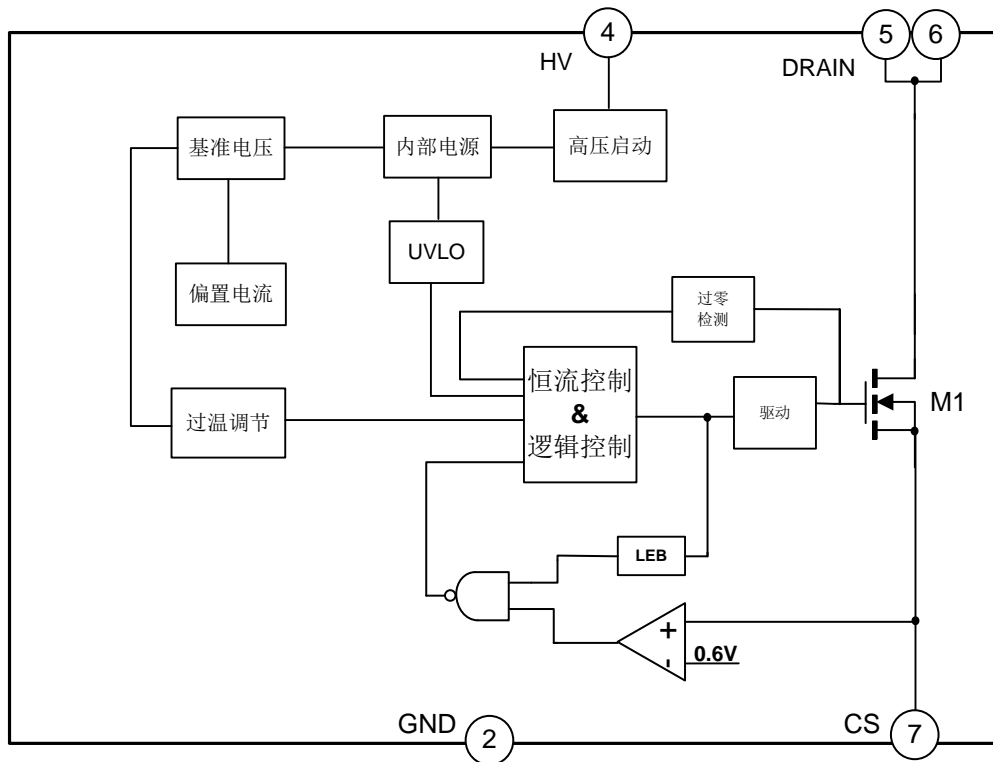 4
5
6
HV
DRAIN
基准电压
内部电源
高压启动
UVLO
偏置电流
过零
检测
恒流控制
&
逻辑控制
过温调节
驱动
M1
LEB
+
-
0.6V
GND
2
CS
7